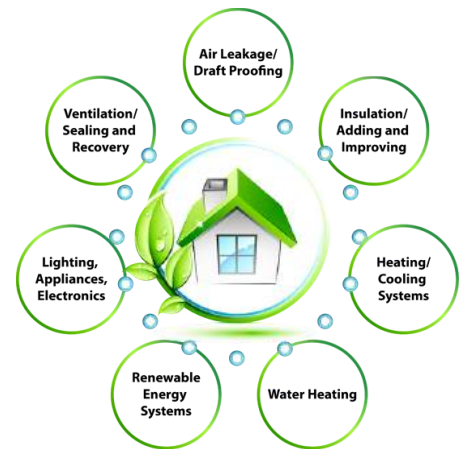 Air Leakage/
Draft Proofing
Insulation/
Adding and
Improving
Heating/
Cooling
Systems
Water Heating
Renewable
Energy
Systems
Lighting,
Appliances,
Electronics
Ventilation/
Sealing and
Recovery